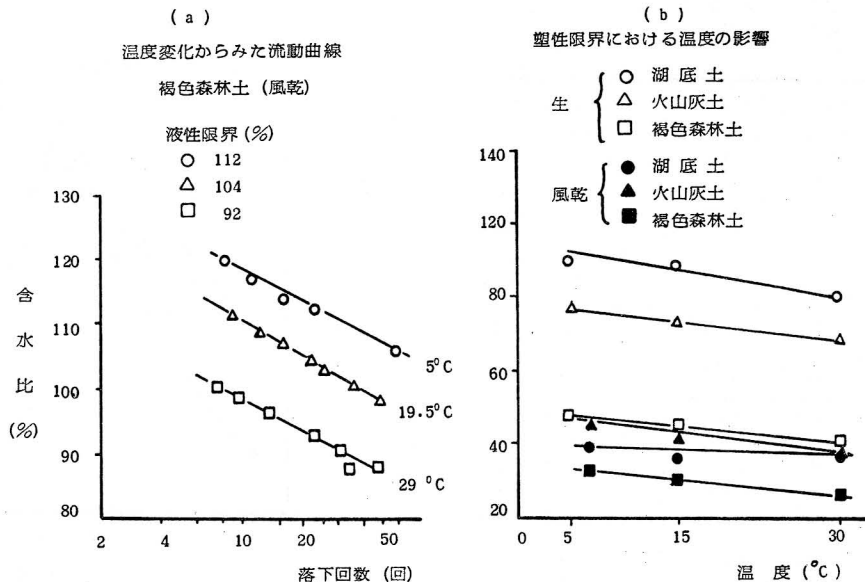 (a)
温度変化からみた流動曲線
褐色森林土 (風乾)
液性限界 (%)
○ 112
△ 104
□ 92
130
120
110
100
90
80
含水比
(%)
2
4
10
20
30
50
落下回数 (回)
5°C
19.5°C
29 °C
(b)
塑性限界における温度の影響
生
○ 湖底土
△ 火山灰土
□ 褐色森林土
風乾
● 湖底土
▲ 火山灰土
■ 褐色森林土
140
120
100
80
60
40
20
5
15
30
温度 (°C)